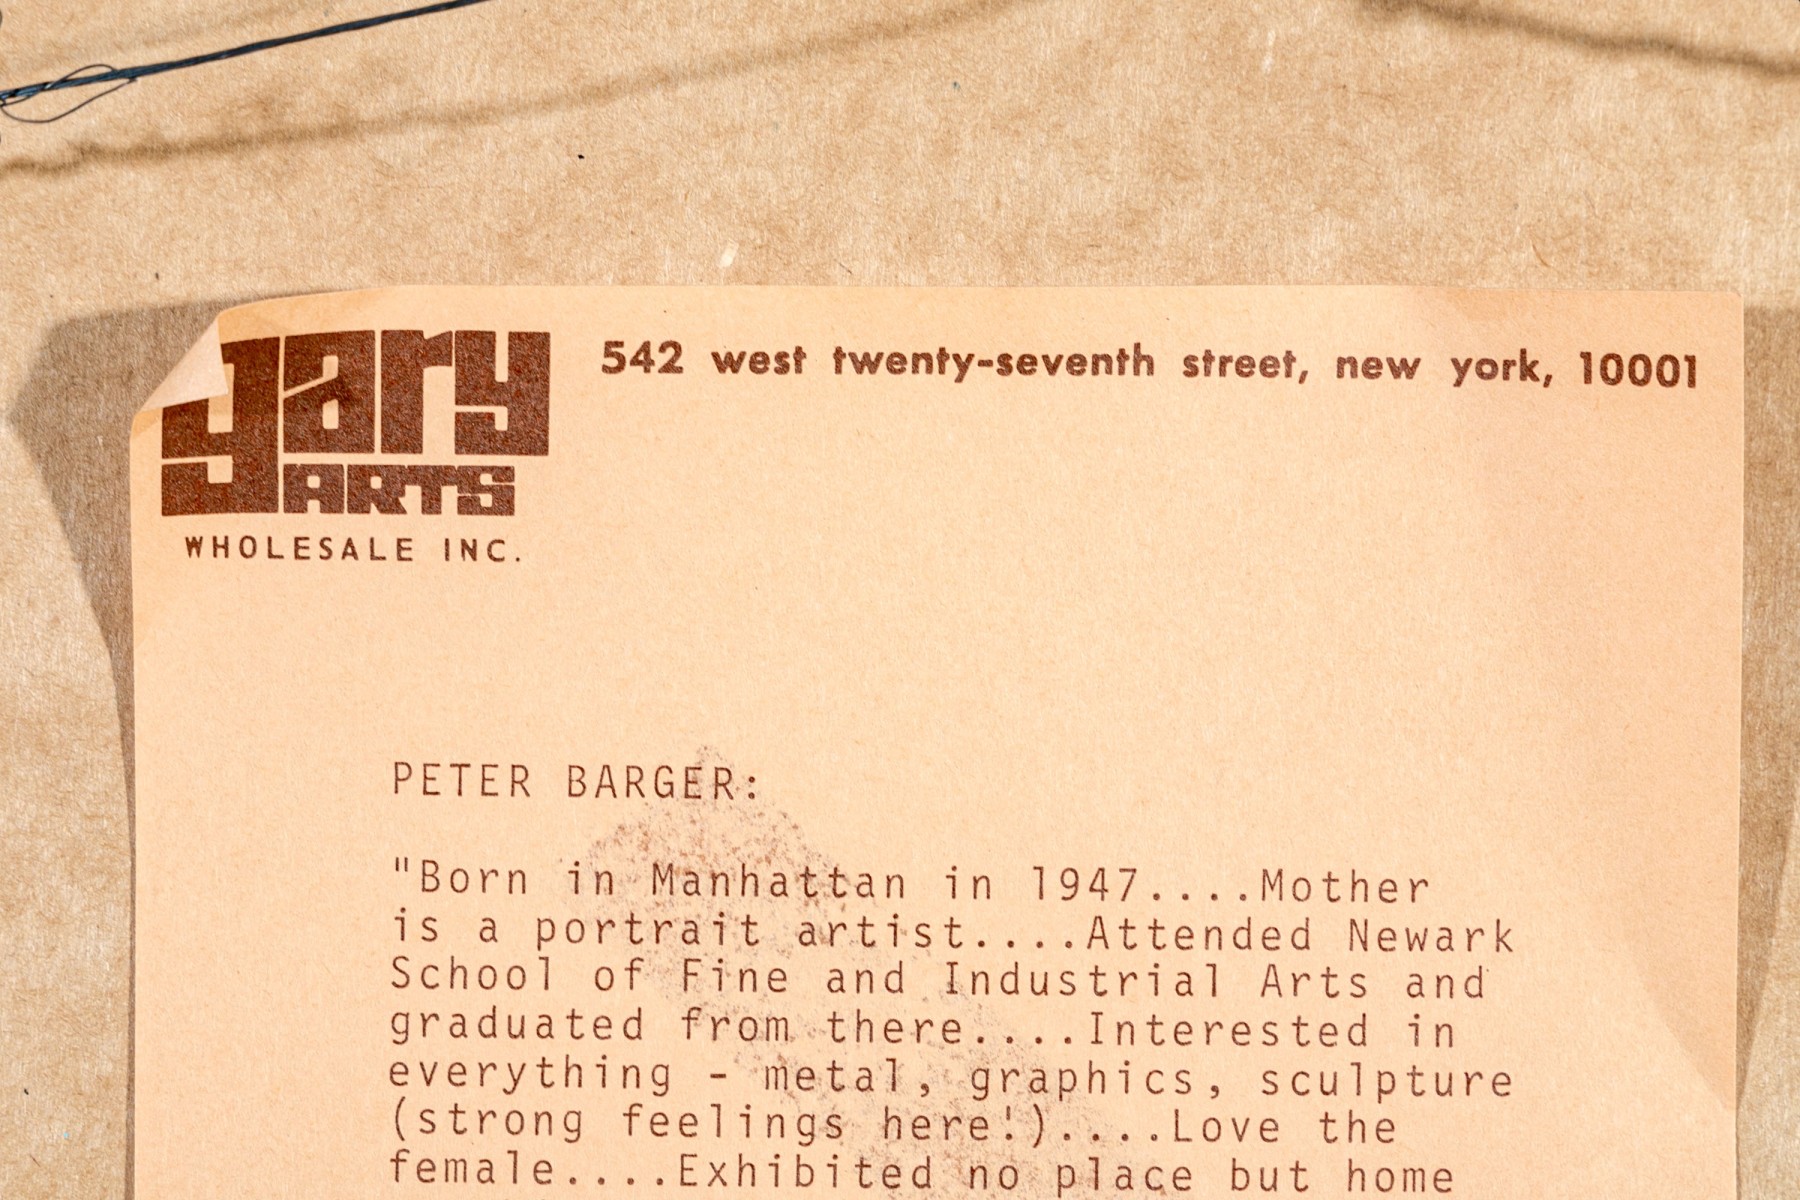 gary
ARTS
WHOLESALE INC.
542 west twenty-seventh street, new york, 10001
PETER BARGER:
"Born in Manhattan in 1947....Mother
is a portrait artist....Attended Newark
School of Fine and Industrial Arts and
graduated from there....Interested in
everything - metal, graphics, sculpture
(strong feelings here!)....Love the
female....Exhibited no place but home